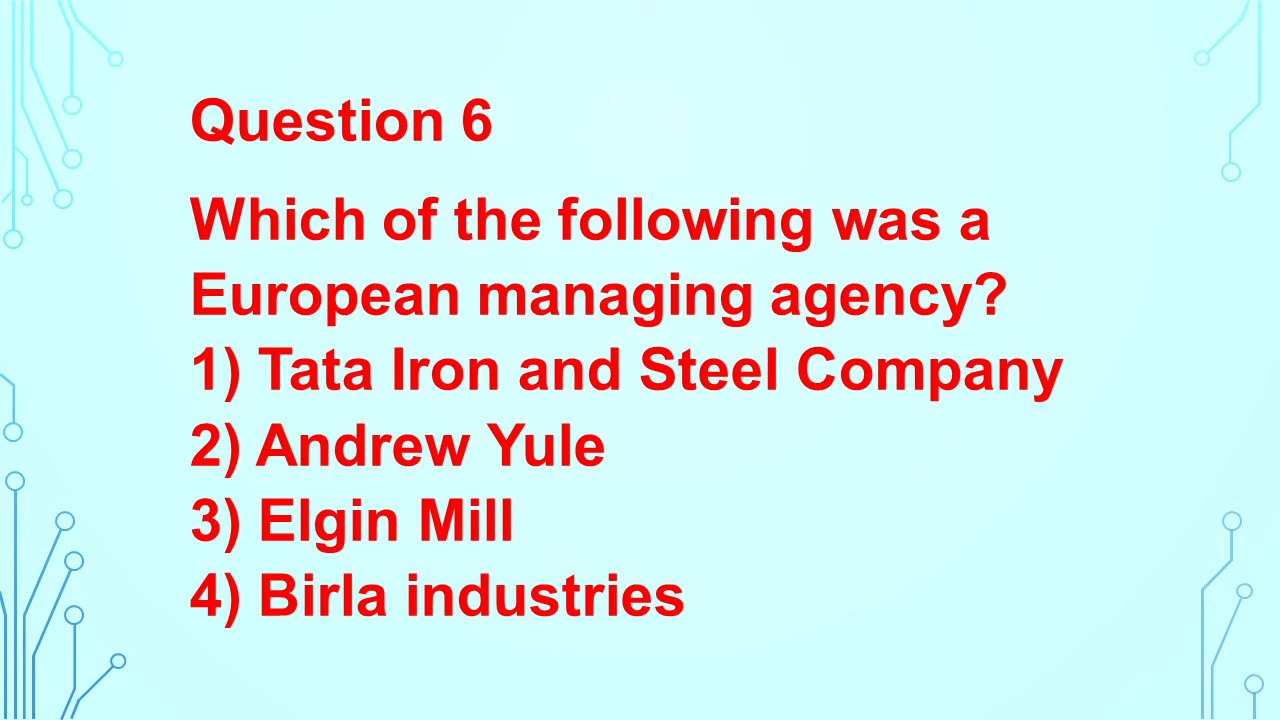 Question 6
Which of the following was a
European managing agency?
1) Tata Iron and Steel Company
2) Andrew Yule
3) Elgin Mill
4) Birla industries